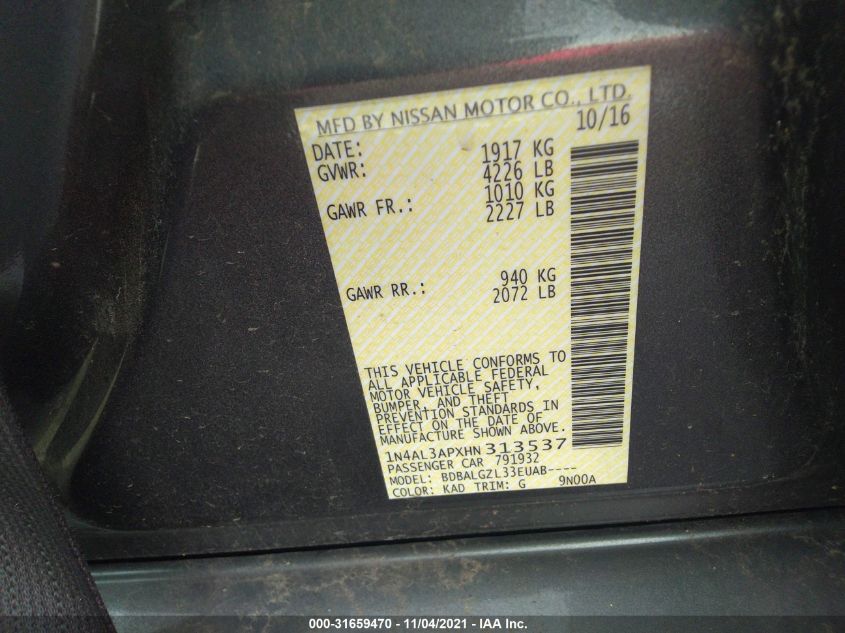 MFD BY NISSAN MOTOR CO., LTD.
DATE: 10/16
GVWR: 1917 KG
4226 LB
GAWR FR.: 1010 KG
2227 LB
GAWR RR.: 940 KG
2072 LB
THIS VEHICLE CONFORMS TO
ALL APPLICABLE FEDERAL
MOTOR VEHICLE SAFETY,
BUMPER, AND THEFT
PREVENTION STANDARDS IN
EFFECT ON THE DATE OF
MANUFACTURE SHOWN ABOVE.
1N4AL3APXHN 313537
PASSENGER CAR 791932
MODEL: BDBALGZL33EUAB----
COLOR: KAD TRIM: G 9N00A
000-31659470 - 11/04/2021 - IAA Inc.